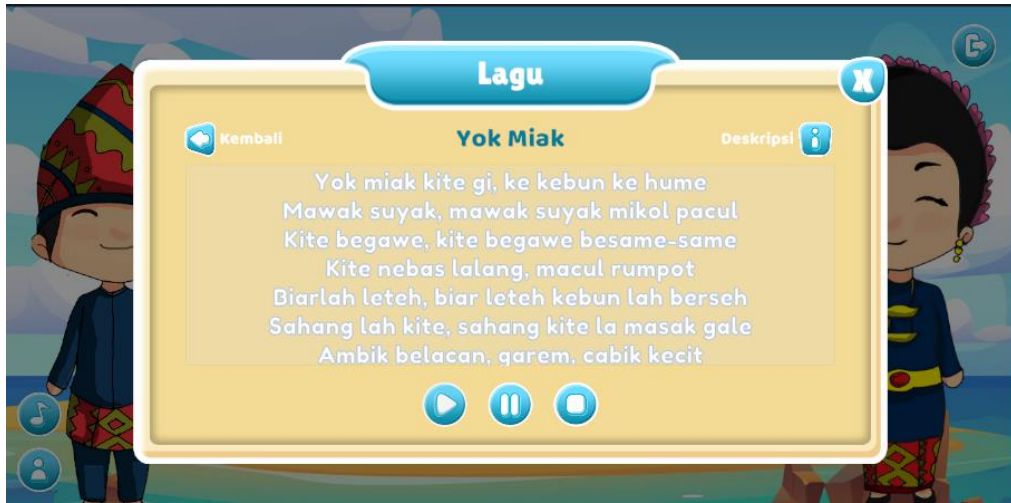 Lagu
X
Kembali
Yok Miak
Deskripsi
Yok miak kite gi, ke kebun ke hume
Mawak suyak, mawak suyak mikol pacul
Kite begawe, kite begawe besame-same
Kite nebas lalang, macul rumpot
Biarlah leteh, biar leteh kebun lah berseh
Sahang lah kite, sahang kite la masak gale
Ambik belacan, garem, cabik kecit